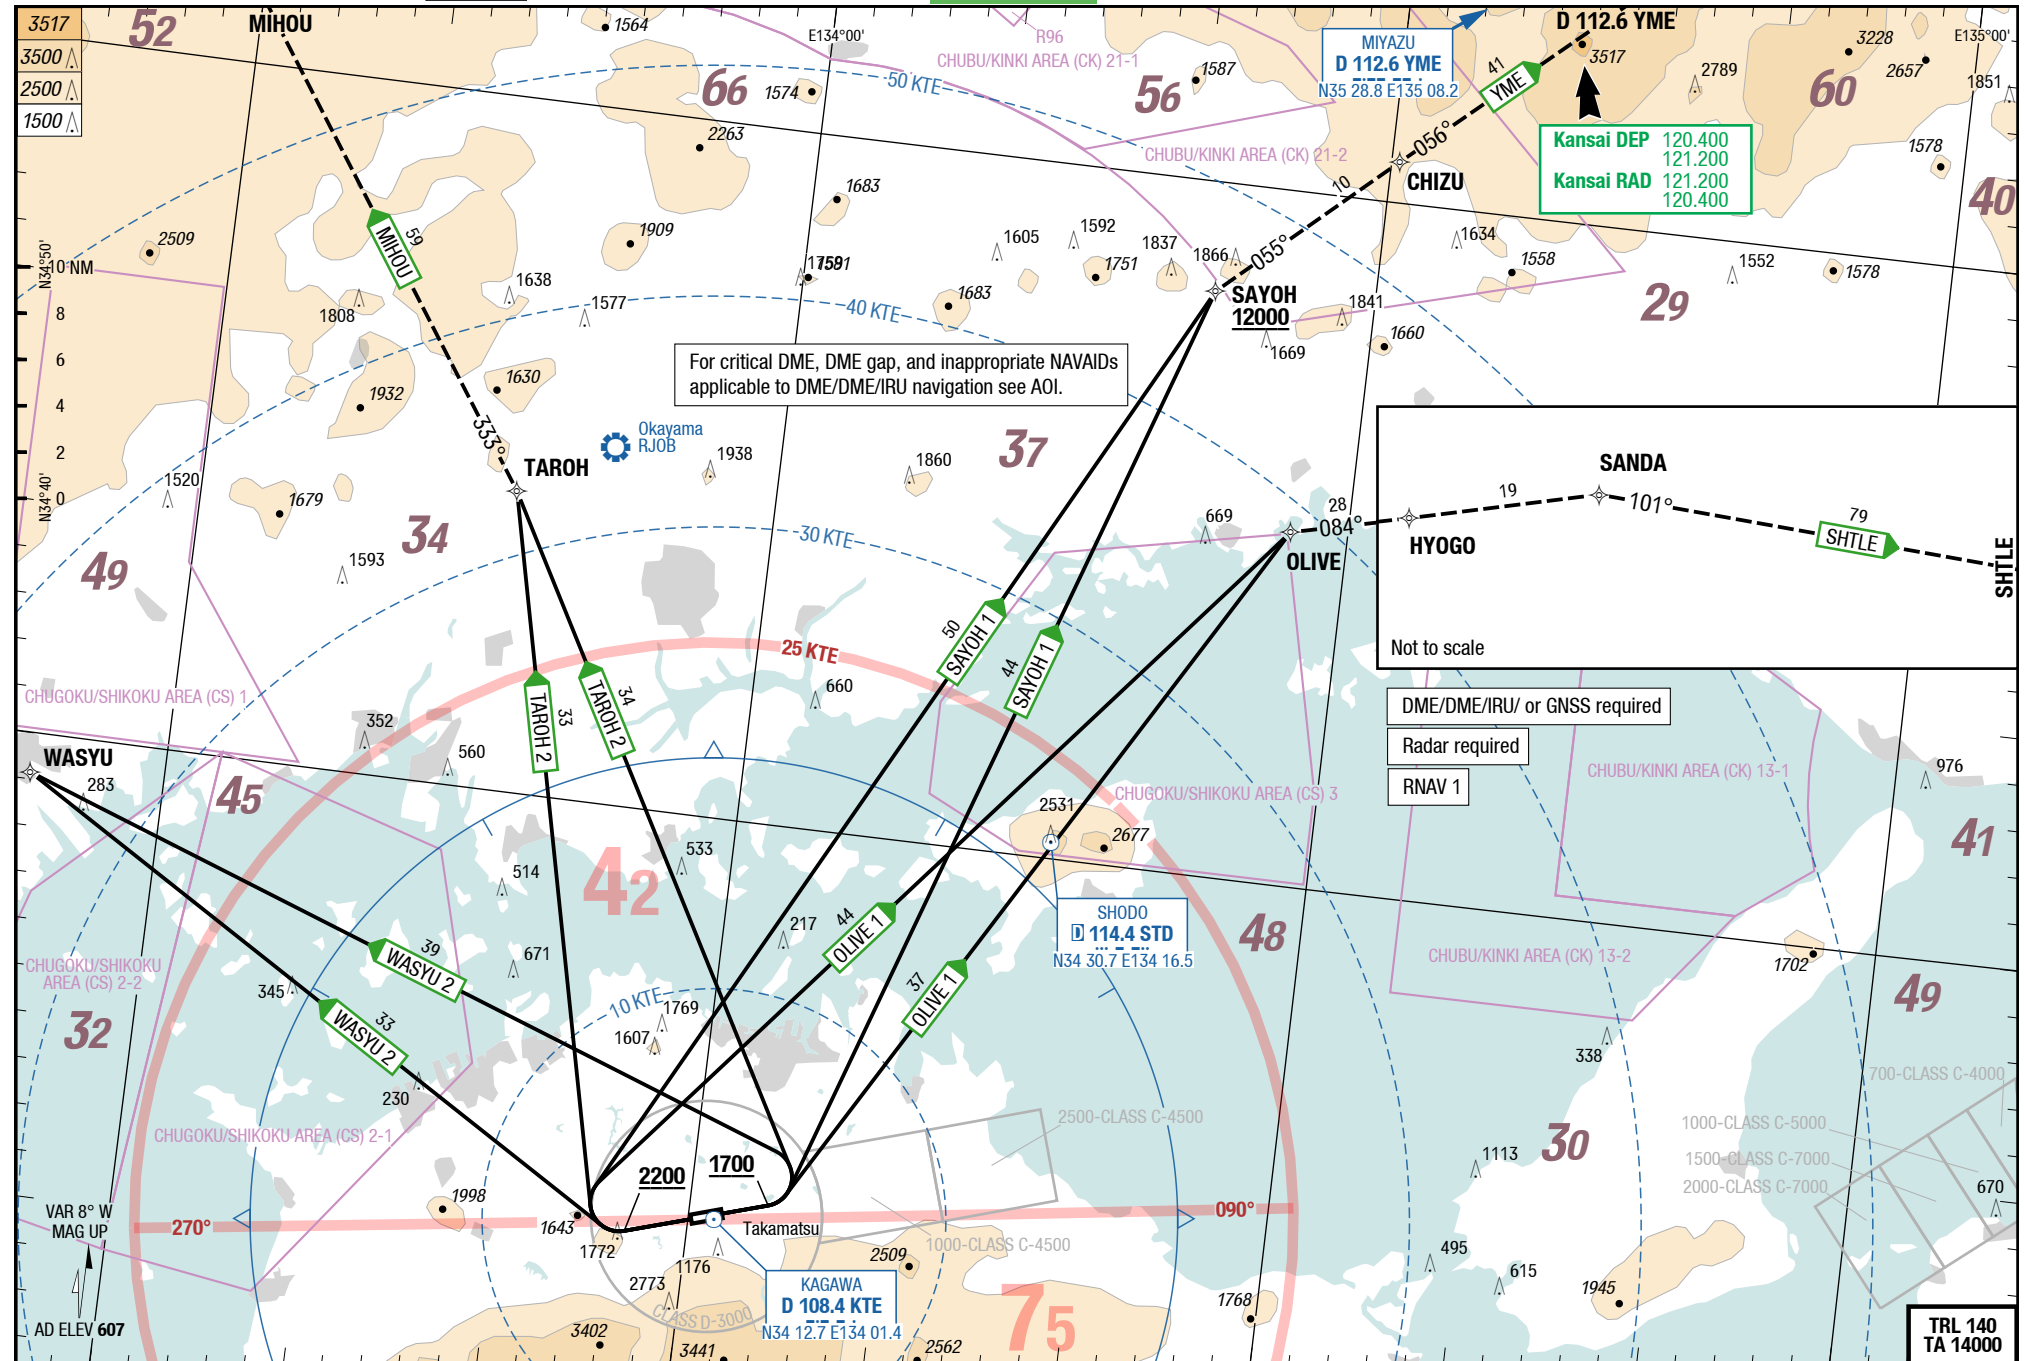 3517
3500
2500
1500
52
MIHOU
1564
E134°00'
R96
CHUBU/KINKI AREA (CK) 21-1
MIYAZU
D 112.6 YME
N35 28.8 E135 08.2
D 112.6 YME
3517
3228
E135°00'
2657
1851
66
1574
50 KTE
56
1587
41
YME
2789
60
2263
CHUBU/KINKI AREA (CK) 21-2
056°
Kansai DEP 120.400
121.200
Kansai RAD 121.200
120.400
1578
10
CHIZU
1683
40
2509
59
MIHOU
1909
1605
1592
1837
1866
055°
1634
N34°50'
10 NM
1638
1751
1558
1552
1578
8
1808
1577
1683
40 KTE
SAYOH
12000
1841
29
6
1669
1660
For critical DME, DME gap, and inappropriate NAVAIDs
applicable to DME/DME/IRU navigation see AOI.
4
1932
1630
2
333°
Okayama
RJOB
TAROH
1938
1860
37
SANDA
N34°40'
0
1520
1679
28
084°
19
101°
79
SHTLE
SHTLE
34
30 KTE
669
OLIVE
HYOGO
49
1593
50
SAYOH 1
44
SAYOH 1
Not to scale
25 KTE
CHUGOKU/SHIKOKU AREA (CS) 1
TAROH 2
33
TAROH 2
34
660
DME/DME/IRU/ or GNSS required
352
Radar required
WASYU
560
CHUBU/KINKI AREA (CK) 13-1
976
283
45
CHUGOKU/SHIKOKU AREA (CS) 3
RNAV 1
2531
2677
41
533
514
42
44
OLIVE 1
217
SHODO
D 114.4 STD
N34 30.7 E134 16.5
48
39
WASYU 2
671
CHUBU/KINKI AREA (CK) 13-2
1702
CHUGOKU/SHIKOKU
AREA (CS) 2-2
345
37
OLIVE 1
49
10 KTE
32
33
WASYU 2
1769
1607
338
230
700-CLASS C-4000
CHUGOKU/SHIKOKU AREA (CS) 2-1
2500-CLASS C-4500
1000-CLASS C-5000
30
1113
1500-CLASS C-7000
2200
1700
2000-CLASS C-7000
670
1998
VAR 8° W
MAG UP
270°
1643
090°
Takamatsu
1772
1000-CLASS C-4500
1176
2509
495
2773
KAGAWA
D 108.4 KTE
N34 12.7 E134 01.4
615
1945
CLASS D-3000
75
1768
AD ELEV 607
3402
3441
2562
TRL 140
TA 14000